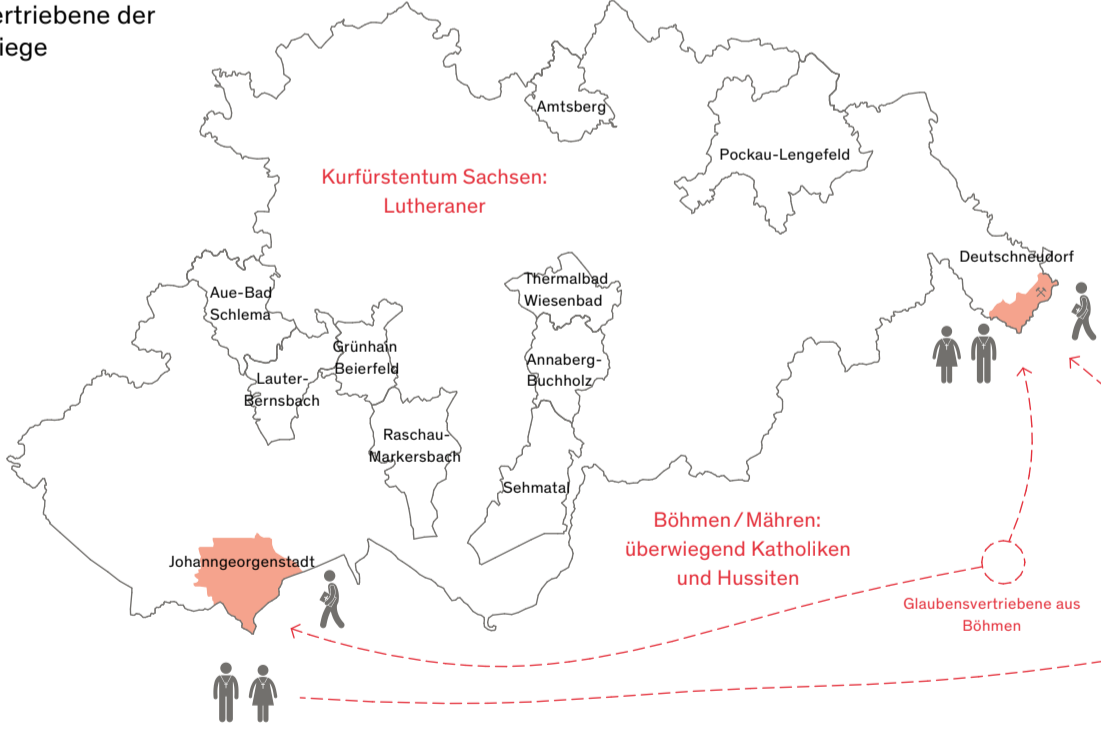 ertriebene der
iege
Amtsberg
Pockau-Lengefeld
Kurfürstentum Sachsen:
Lutheraner
Deutschneudorf
Thermalbad
Wiesenbad
Aue-Bad
Schlema
Grünhain
Beierfeld
Annaberg-
Buchholz
Lauter-
Bernsbach
Raschau-
Markersbach
Sehmatal
Böhmen/Mähren:
überwiegend Katholiken
und Hussiten
Johanngeorgenstadt
Glaubensvertriebene aus
Böhmen